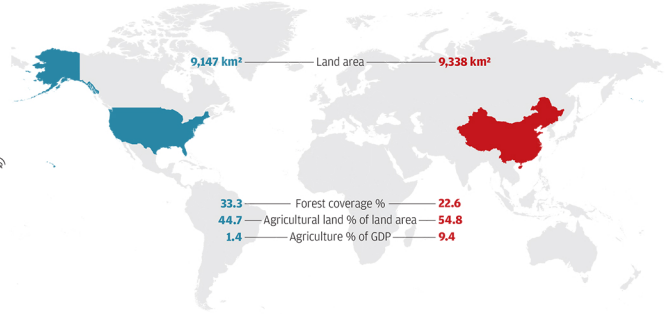 9,147 km² Land area 9,338 km²
33.3 Forest coverage % 22.6
44.7 Agricultural land % of land area 54.8
1.4 Agriculture % of GDP 9.4